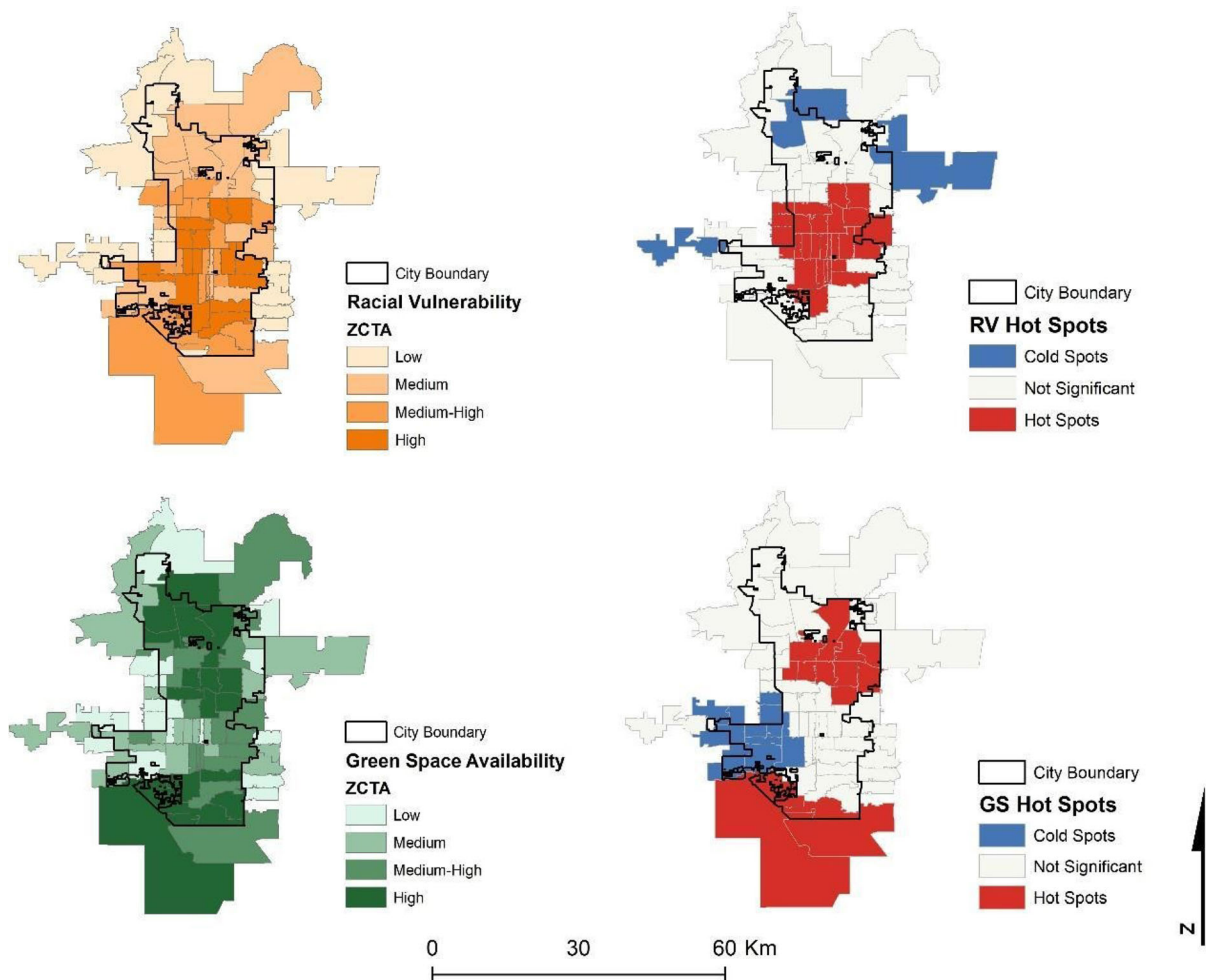 City Boundary
Racial Vulnerability
ZCTA
Low
Medium
Medium-High
High
City Boundary
RV Hot Spots
Cold Spots
Not Significant
Hot Spots
City Boundary
Green Space Availability
ZCTA
Low
Medium
Medium-High
High
City Boundary
GS Hot Spots
Cold Spots
Not Significant
Hot Spots
0 30 60 Km
N